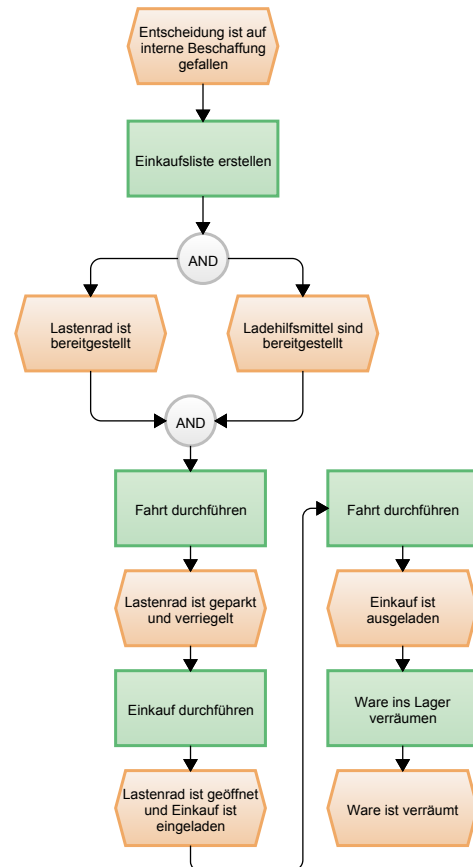 Entscheidung ist auf
interne Beschaffung
gefallen
Einkaufsliste erstellen
AND
Lastenrad ist
bereitgestellt
Ladehilfsmittel sind
bereitgestellt
AND
Fahrt durchführen
Lastenrad ist geparkt
und verriegelt
Einkauf durchführen
Lastenrad ist geöffnet
und Einkauf ist
eingeladen
Fahrt durchführen
Einkauf ist
ausgeladen
Ware ins Lager
verräumen
Ware ist verräumt